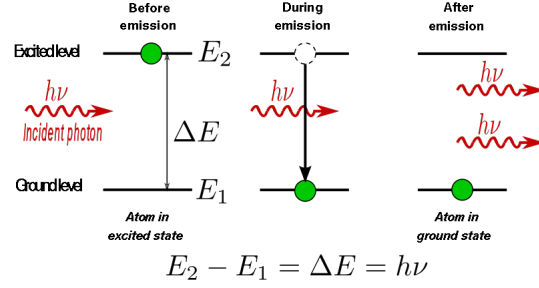 Before
emission
During
emission
After
emission
Excited level
E₂
hν
Incident photon
ΔE
hν
hν
hν
Ground level
E₁
Atom in
excited state
Atom in
ground state
E₂ − E₁ = ΔE = hν